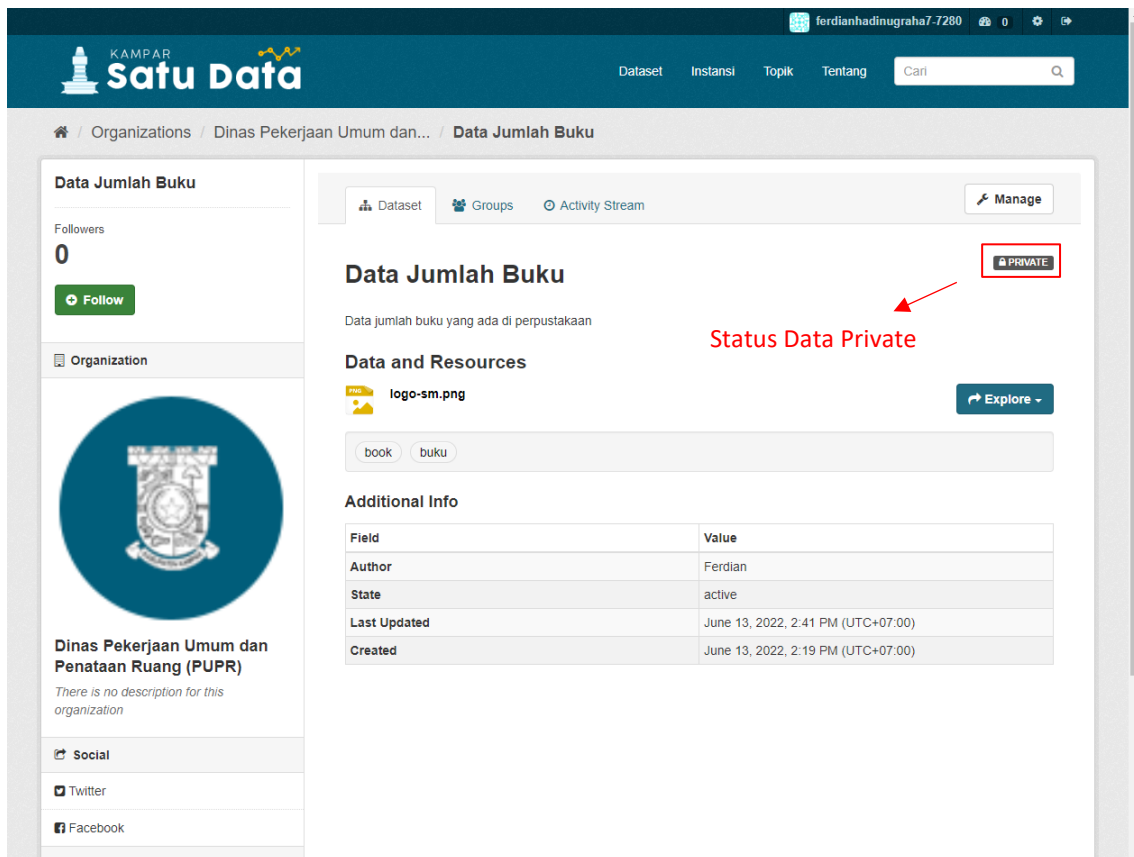 ferdianhadinugraha7-7280 0
KAMPAR
Satu Data
Dataset Instansi Topik Tentang Cari
/ Organizations / Dinas Pekerjaan Umum dan... / Data Jumlah Buku
Data Jumlah Buku
Followers
0
Follow
Organization
Dinas Pekerjaan Umum dan
Penataan Ruang (PUPR)
There is no description for this
organization
Social
Twitter
Facebook
Dataset Groups Activity Stream
Manage
PRIVATE
Data Jumlah Buku
Data jumlah buku yang ada di perpustakaan
Status Data Private
Data and Resources
PNG logo-sm.png
Explore
book buku
Additional Info
Field Value
Author Ferdian
State active
Last Updated June 13, 2022, 2:41 PM (UTC+07:00)
Created June 13, 2022, 2:19 PM (UTC+07:00)